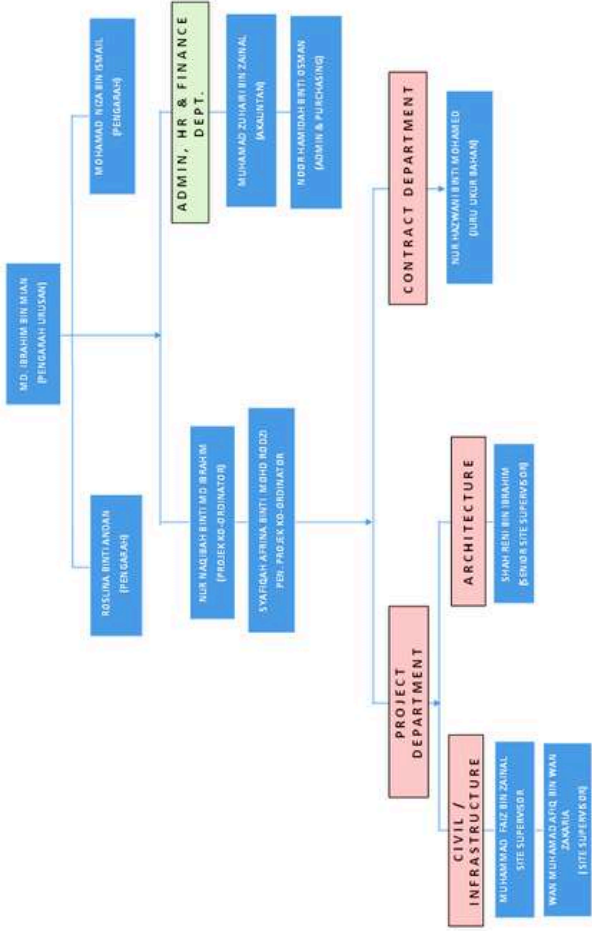 MD. IBRAHIM BIN MIAN
(PENGARAH URUSAN)
ROSLINA BINTI ANDAN
(PENGARAH)
MOHAMAD NIZA BIN ISMAIL
(PENGARAH)
NUR NAQIBAH BINTI MD IBRAHIM
(PROJEK KO-ORDINATOR)
SYAFIQAH AFRINA BINTI MOHD RODZI
PEN. PROJEK KO-ORDINATOR
ADMIN, HR & FINANCE
DEPT.
MUHAMAD ZUHAIRI BIN ZAINAL
(AKAUNTAN)
NOOR HAMIDAH BINTI OSMAN
(ADMIN & PURCHASING)
PROJECT
DEPARTMENT
CONTRACT DEPARTMENT
NUR HAZWANI BINTI MOHAMED
(JURU UKUR BAHAN)
CIVIL /
INFRASTRUCTURE
MUHAMMAD FAIZ BIN ZAINAL
SITE SUPERVISOR
WAN MUHAMAD AFIQ BIN WAN
ZAKARIA
(SITE SUPERVISOR)
ARCHITECTURE
SHAH RENI BIN IBRAHIM
(SENIOR SITE SUPERVISOR)